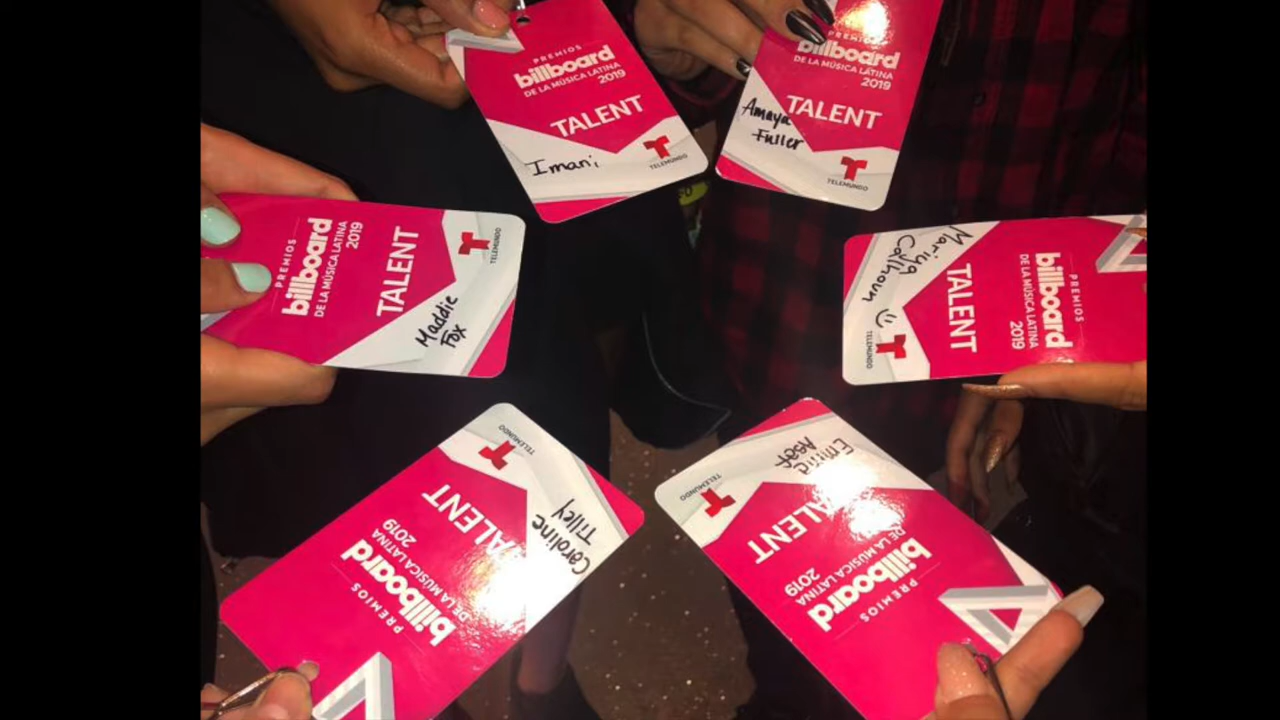 PREMIOS
billboard
DE LA MÚSICA LATINA
2019
TALENT
Imani
TELEMUNDO
PREMIOS
billboard
DE LA MÚSICA LATINA
2019
TALENT
Amaya
Fuller
TELEMUNDO
PREMIOS
billboard
DE LA MÚSICA LATINA
2019
TALENT
Maddie
Fox
TELEMUNDO
PREMIOS
billboard
DE LA MÚSICA LATINA
2019
TALENT
Mariya
Calhoun
TELEMUNDO
PREMIOS
billboard
DE LA MÚSICA LATINA
2019
TALENT
Caroline
Tilley
TELEMUNDO
PREMIOS
billboard
DE LA MÚSICA LATINA
2019
TALENT
TELEMUNDO